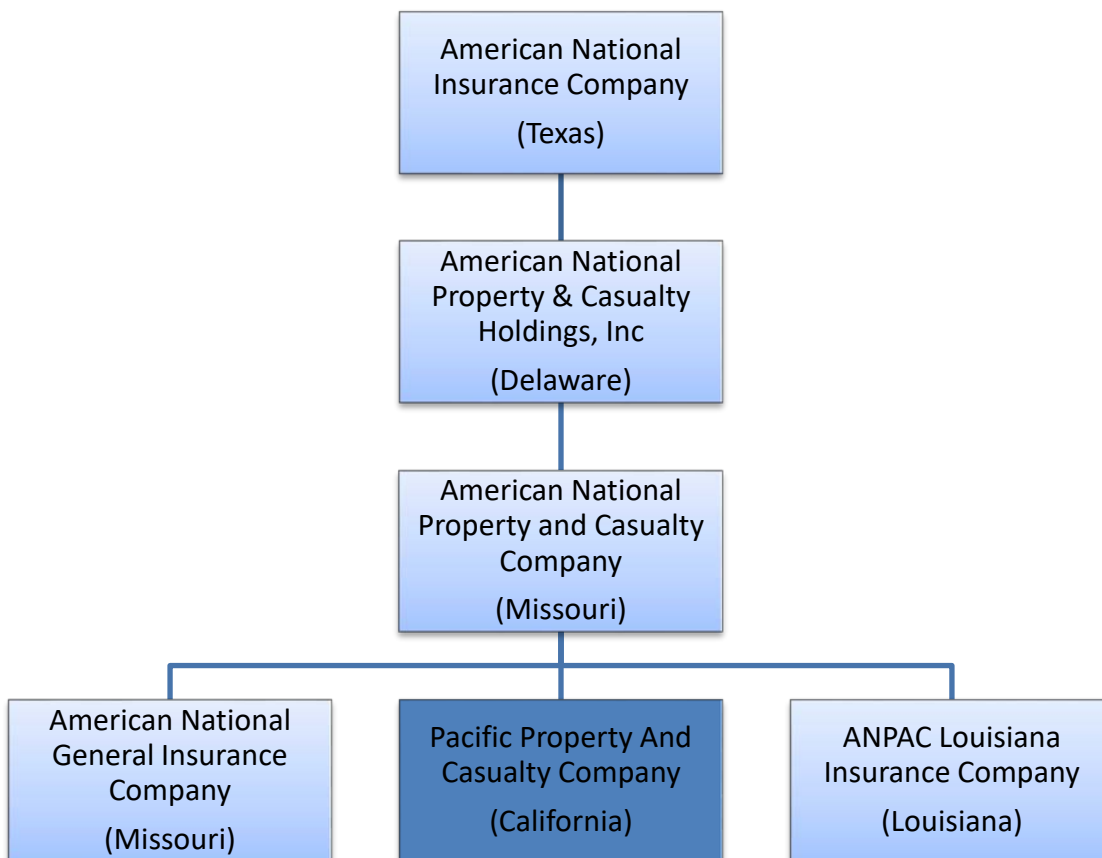 American National
Insurance Company
(Texas)
American National
Property & Casualty
Holdings, Inc
(Delaware)
American National
Property and Casualty
Company
(Missouri)
American National
General Insurance
Company
(Missouri)
Pacific Property And
Casualty Company
(California)
ANPAC Louisiana
Insurance Company
(Louisiana)